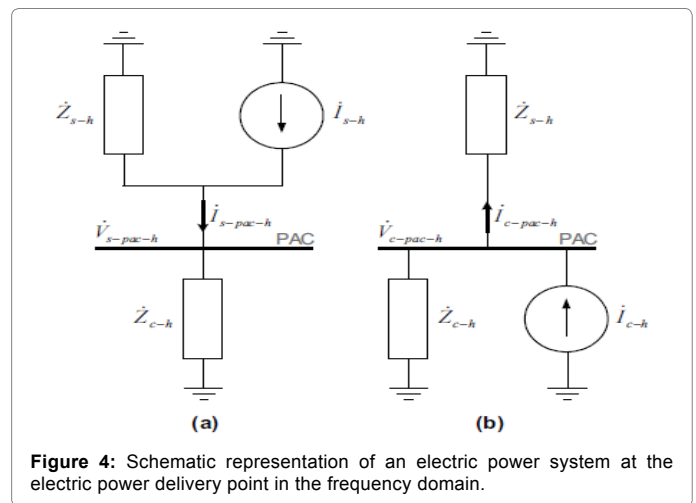 Ż_{s-h}
İ_{s-h}
İ_{s-pac-h}
V̇_{s-pac-h}
PAC
Ż_{c-h}
(a)
Ż_{s-h}
İ_{c-pac-h}
V̇_{c-pac-h}
PAC
Ż_{c-h}
İ_{c-h}
(b)
Figure 4: Schematic representation of an electric power system at the
electric power delivery point in the frequency domain.